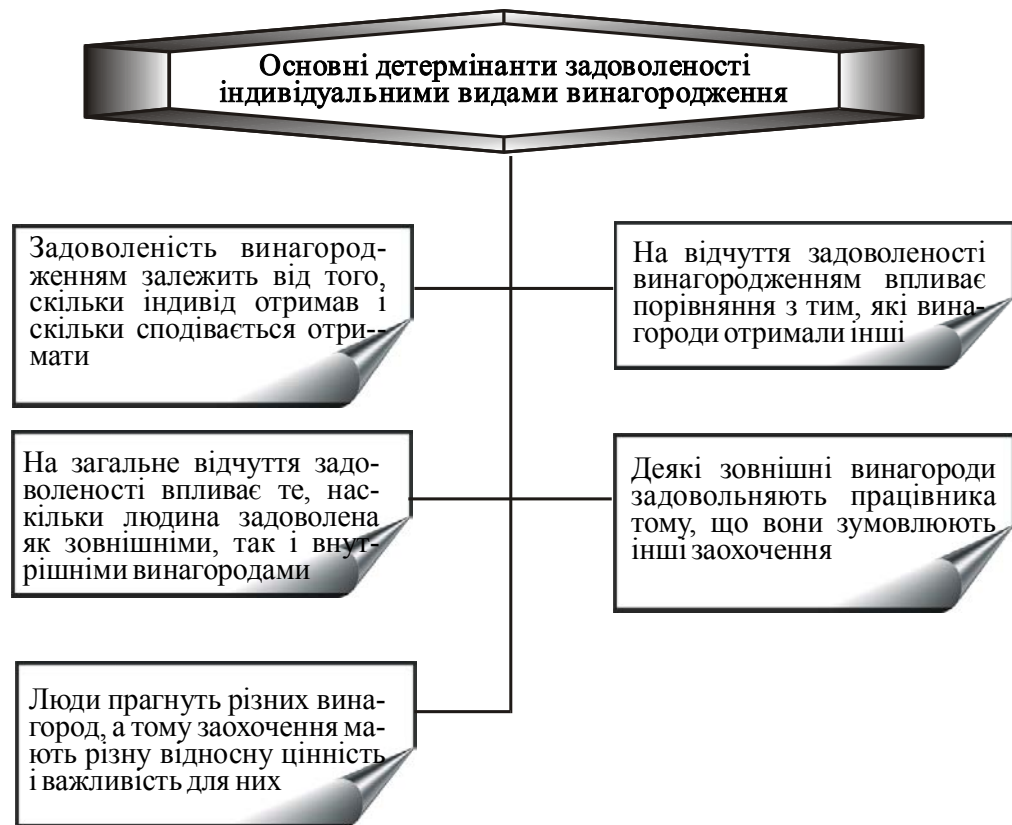 Основні детермінанти задоволеності
індивідуальними видами винагородження
Задоволеність винагород-
женням залежить від того,
скільки індивід отримав і
скільки сподівається отри--
мати
На відчуття задоволеності
винагородженням впливає
порівняння з тим, які вина-
городи отримали інші
На загальне відчуття задо-
воленості впливає те, нас-
кільки людина задоволена
як зовнішніми, так і внут-
рішніми винагородами
Деякі зовнішні винагороди
задовольняють працівника
тому, що вони зумовлюють
інші заохочення
Люди прагнуть різних вина-
город, а тому заохочення ма-
ють різну відносну цінність
і важливість для них